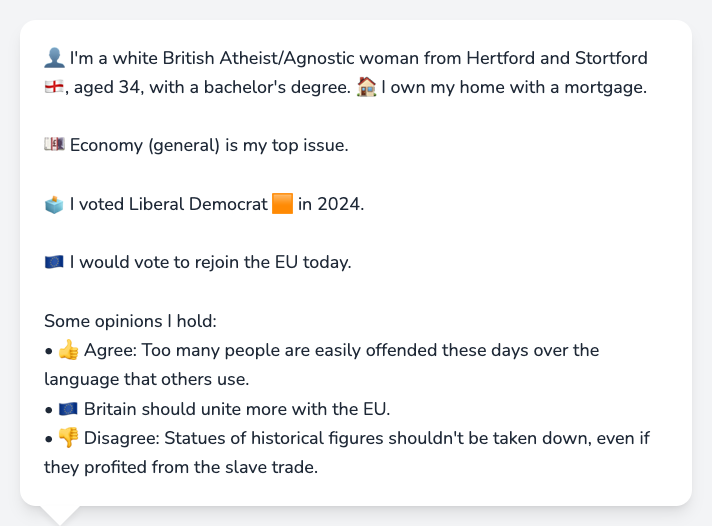 👤 I'm a white British Atheist/Agnostic woman from Hertford and Stortford
🏴󠁧󠁢󠁥󠁮󠁧󠁿, aged 34, with a bachelor's degree. 🏠 I own my home with a mortgage.
💷 Economy (general) is my top issue.
🗳️ I voted Liberal Democrat 🟧 in 2024.
🇪🇺 I would vote to rejoin the EU today.
Some opinions I hold:
• 👍 Agree: Too many people are easily offended these days over the
language that others use.
• 🇪🇺 Britain should unite more with the EU.
• 👎 Disagree: Statues of historical figures shouldn't be taken down, even if
they profited from the slave trade.